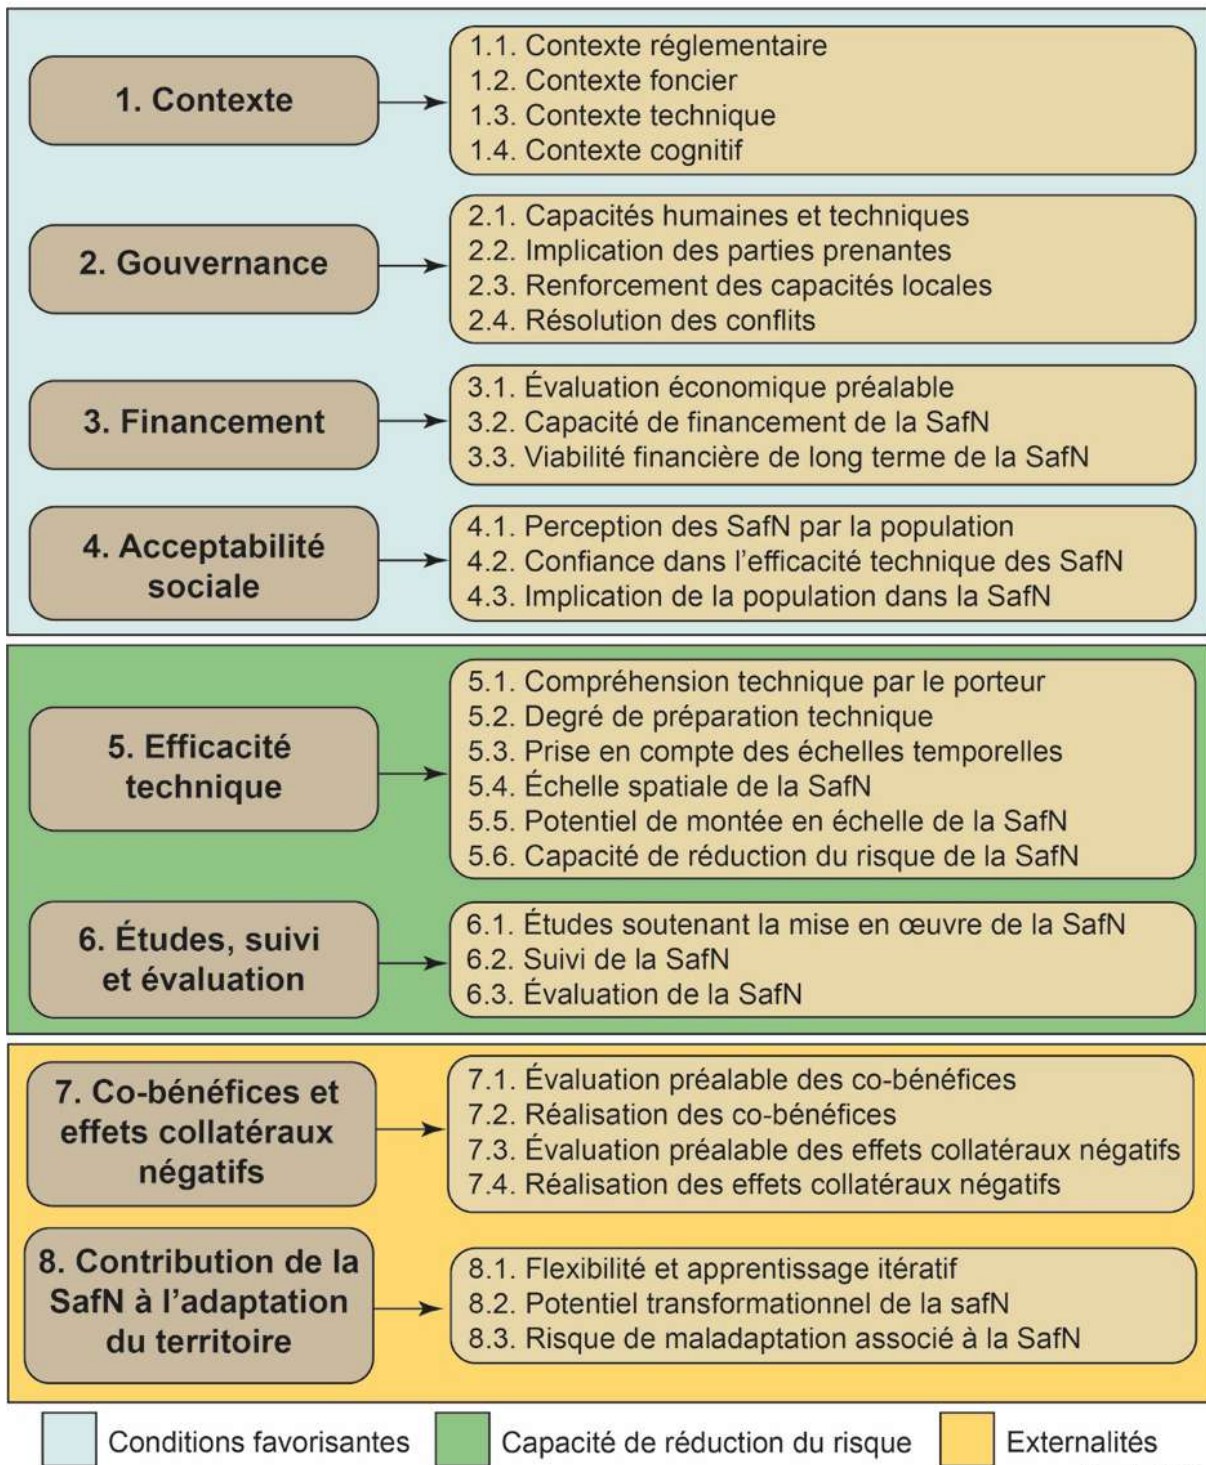 1. Contexte
1.1. Contexte réglementaire
1.2. Contexte foncier
1.3. Contexte technique
1.4. Contexte cognitif
2. Gouvernance
2.1. Capacités humaines et techniques
2.2. Implication des parties prenantes
2.3. Renforcement des capacités locales
2.4. Résolution des conflits
3. Financement
3.1. Évaluation économique préalable
3.2. Capacité de financement de la SafN
3.3. Viabilité financière de long terme de la SafN
4. Acceptabilité
sociale
4.1. Perception des SafN par la population
4.2. Confiance dans l'efficacité technique des SafN
4.3. Implication de la population dans la SafN
5. Efficacité
technique
5.1. Compréhension technique par le porteur
5.2. Degré de préparation technique
5.3. Prise en compte des échelles temporelles
5.4. Échelle spatiale de la SafN
5.5. Potentiel de montée en échelle de la SafN
5.6. Capacité de réduction du risque de la SafN
6. Études, suivi
et évaluation
6.1. Études soutenant la mise en œuvre de la SafN
6.2. Suivi de la SafN
6.3. Évaluation de la SafN
7. Co-bénéfices et
effets collatéraux
négatifs
7.1. Évaluation préalable des co-bénéfices
7.2. Réalisation des co-bénéfices
7.3. Évaluation préalable des effets collatéraux négatifs
7.4. Réalisation des effets collatéraux négatifs
8. Contribution de la
SafN à l'adaptation
du territoire
8.1. Flexibilité et apprentissage itératif
8.2. Potentiel transformationnel de la safN
8.3. Risque de maladaptation associé à la SafN
Conditions favorisantes
Capacité de réduction du risque
Externalités